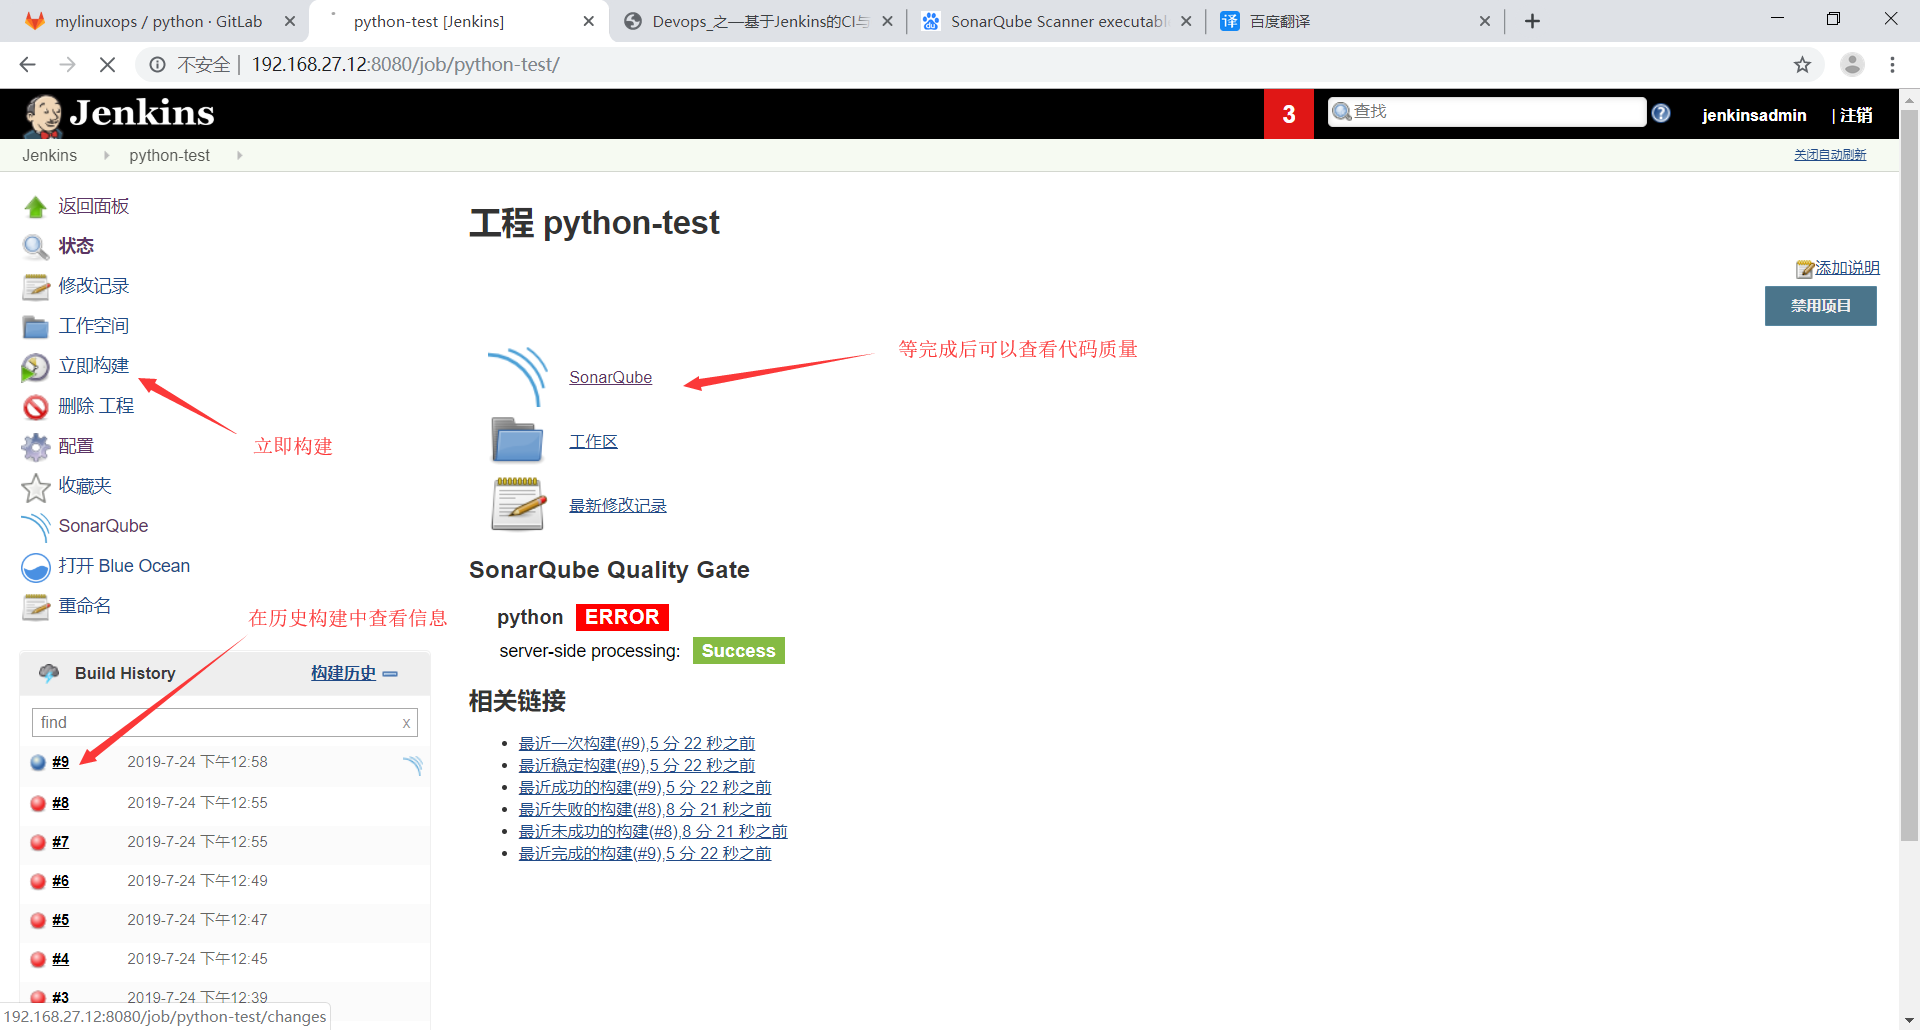 mylinuxops / python · GitLab
python-test [Jenkins]
Devops_之—基于Jenkins的CI与
SonarQube Scanner executabl
译 百度翻译
不安全 | 192.168.27.12:8080/job/python-test/
Jenkins
3
查找
jenkinsadmin
| 注销
Jenkins
python-test
关闭自动刷新
返回面板
状态
修改记录
工作空间
立即构建
删除 工程
配置
收藏夹
SonarQube
打开 Blue Ocean
重命名
立即构建
在历史构建中查看信息
工程 python-test
添加说明
禁用项目
等完成后可以查看代码质量
SonarQube
工作区
最新修改记录
SonarQube Quality Gate
python ERROR
server-side processing: Success
相关链接
最近一次构建(#9),5 分 22 秒之前
最近稳定构建(#9),5 分 22 秒之前
最近成功的构建(#9),5 分 22 秒之前
最近失败的构建(#8),8 分 21 秒之前
最近未成功的构建(#8),8 分 21 秒之前
最近完成的构建(#9),5 分 22 秒之前
Build History
构建历史
find
x
#9 2019-7-24 下午12:58
#8 2019-7-24 下午12:55
#7 2019-7-24 下午12:55
#6 2019-7-24 下午12:49
#5 2019-7-24 下午12:47
#4 2019-7-24 下午12:45
#3 2019-7-24 下午12:39
192.168.27.12:8080/job/python-test/changes